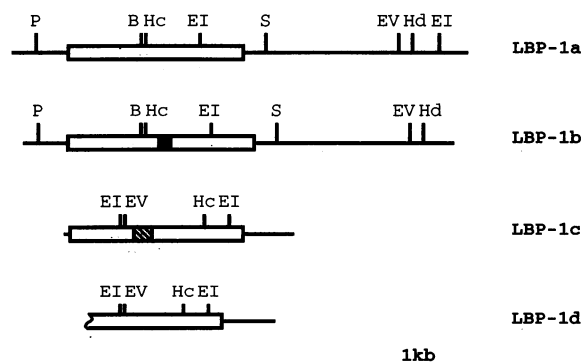 P B Hc EI S EV Hd EI LBP-1a
P B Hc EI S EV Hd LBP-1b
EI EV Hc EI LBP-1c
EI EV Hc EI LBP-1d
1kb